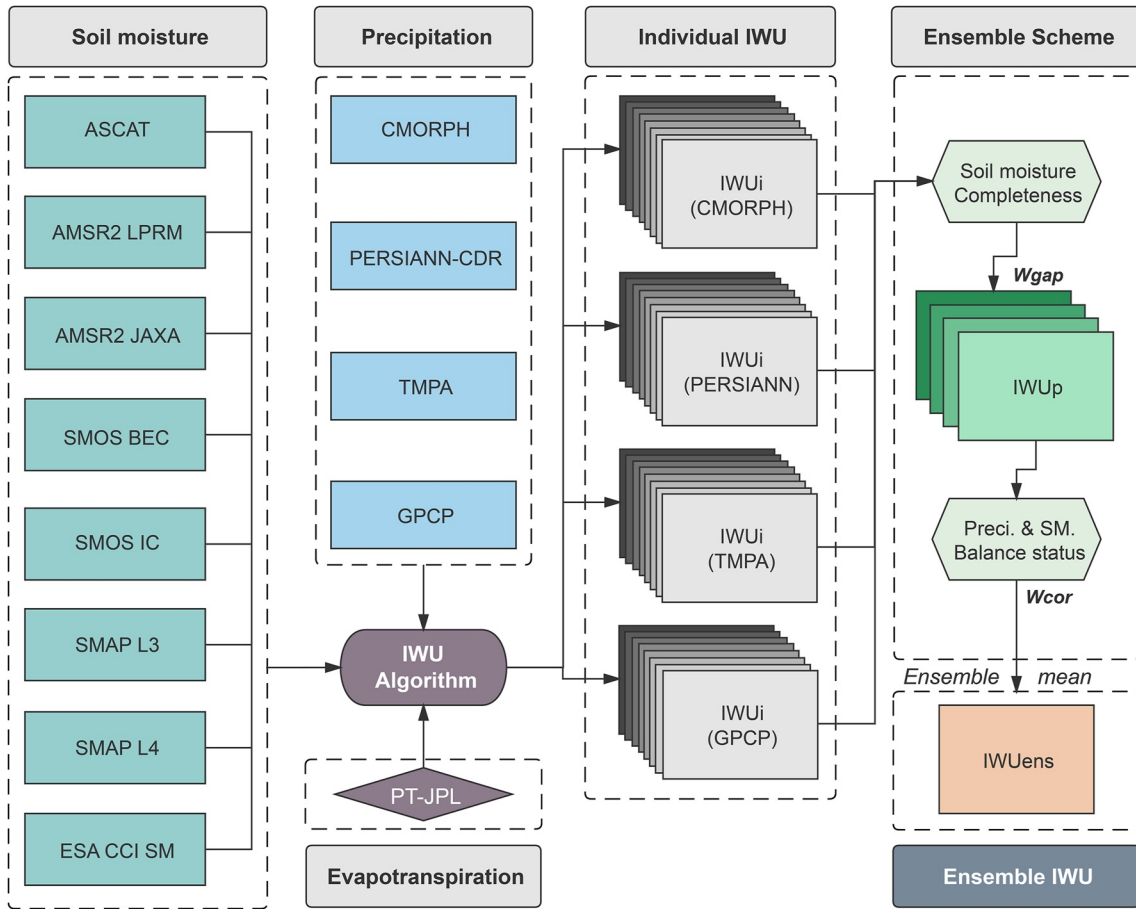 Soil moisture
ASCAT
AMSR2 LPRM
AMSR2 JAXA
SMOS BEC
SMOS IC
SMAP L3
SMAP L4
ESA CCI SM
Precipitation
CMORPH
PERSIANN-CDR
TMPA
GPCP
IWU
Algorithm
PT-JPL
Evapotranspiration
Individual IWU
IWUi
(CMORPH)
IWUi
(PERSIANN)
IWUi
(TMPA)
IWUi
(GPCP)
Ensemble Scheme
Soil moisture
Completeness
Wgap
IWUp
Preci. & SM.
Balance status
Wcor
Ensemble mean
IWUens
Ensemble IWU